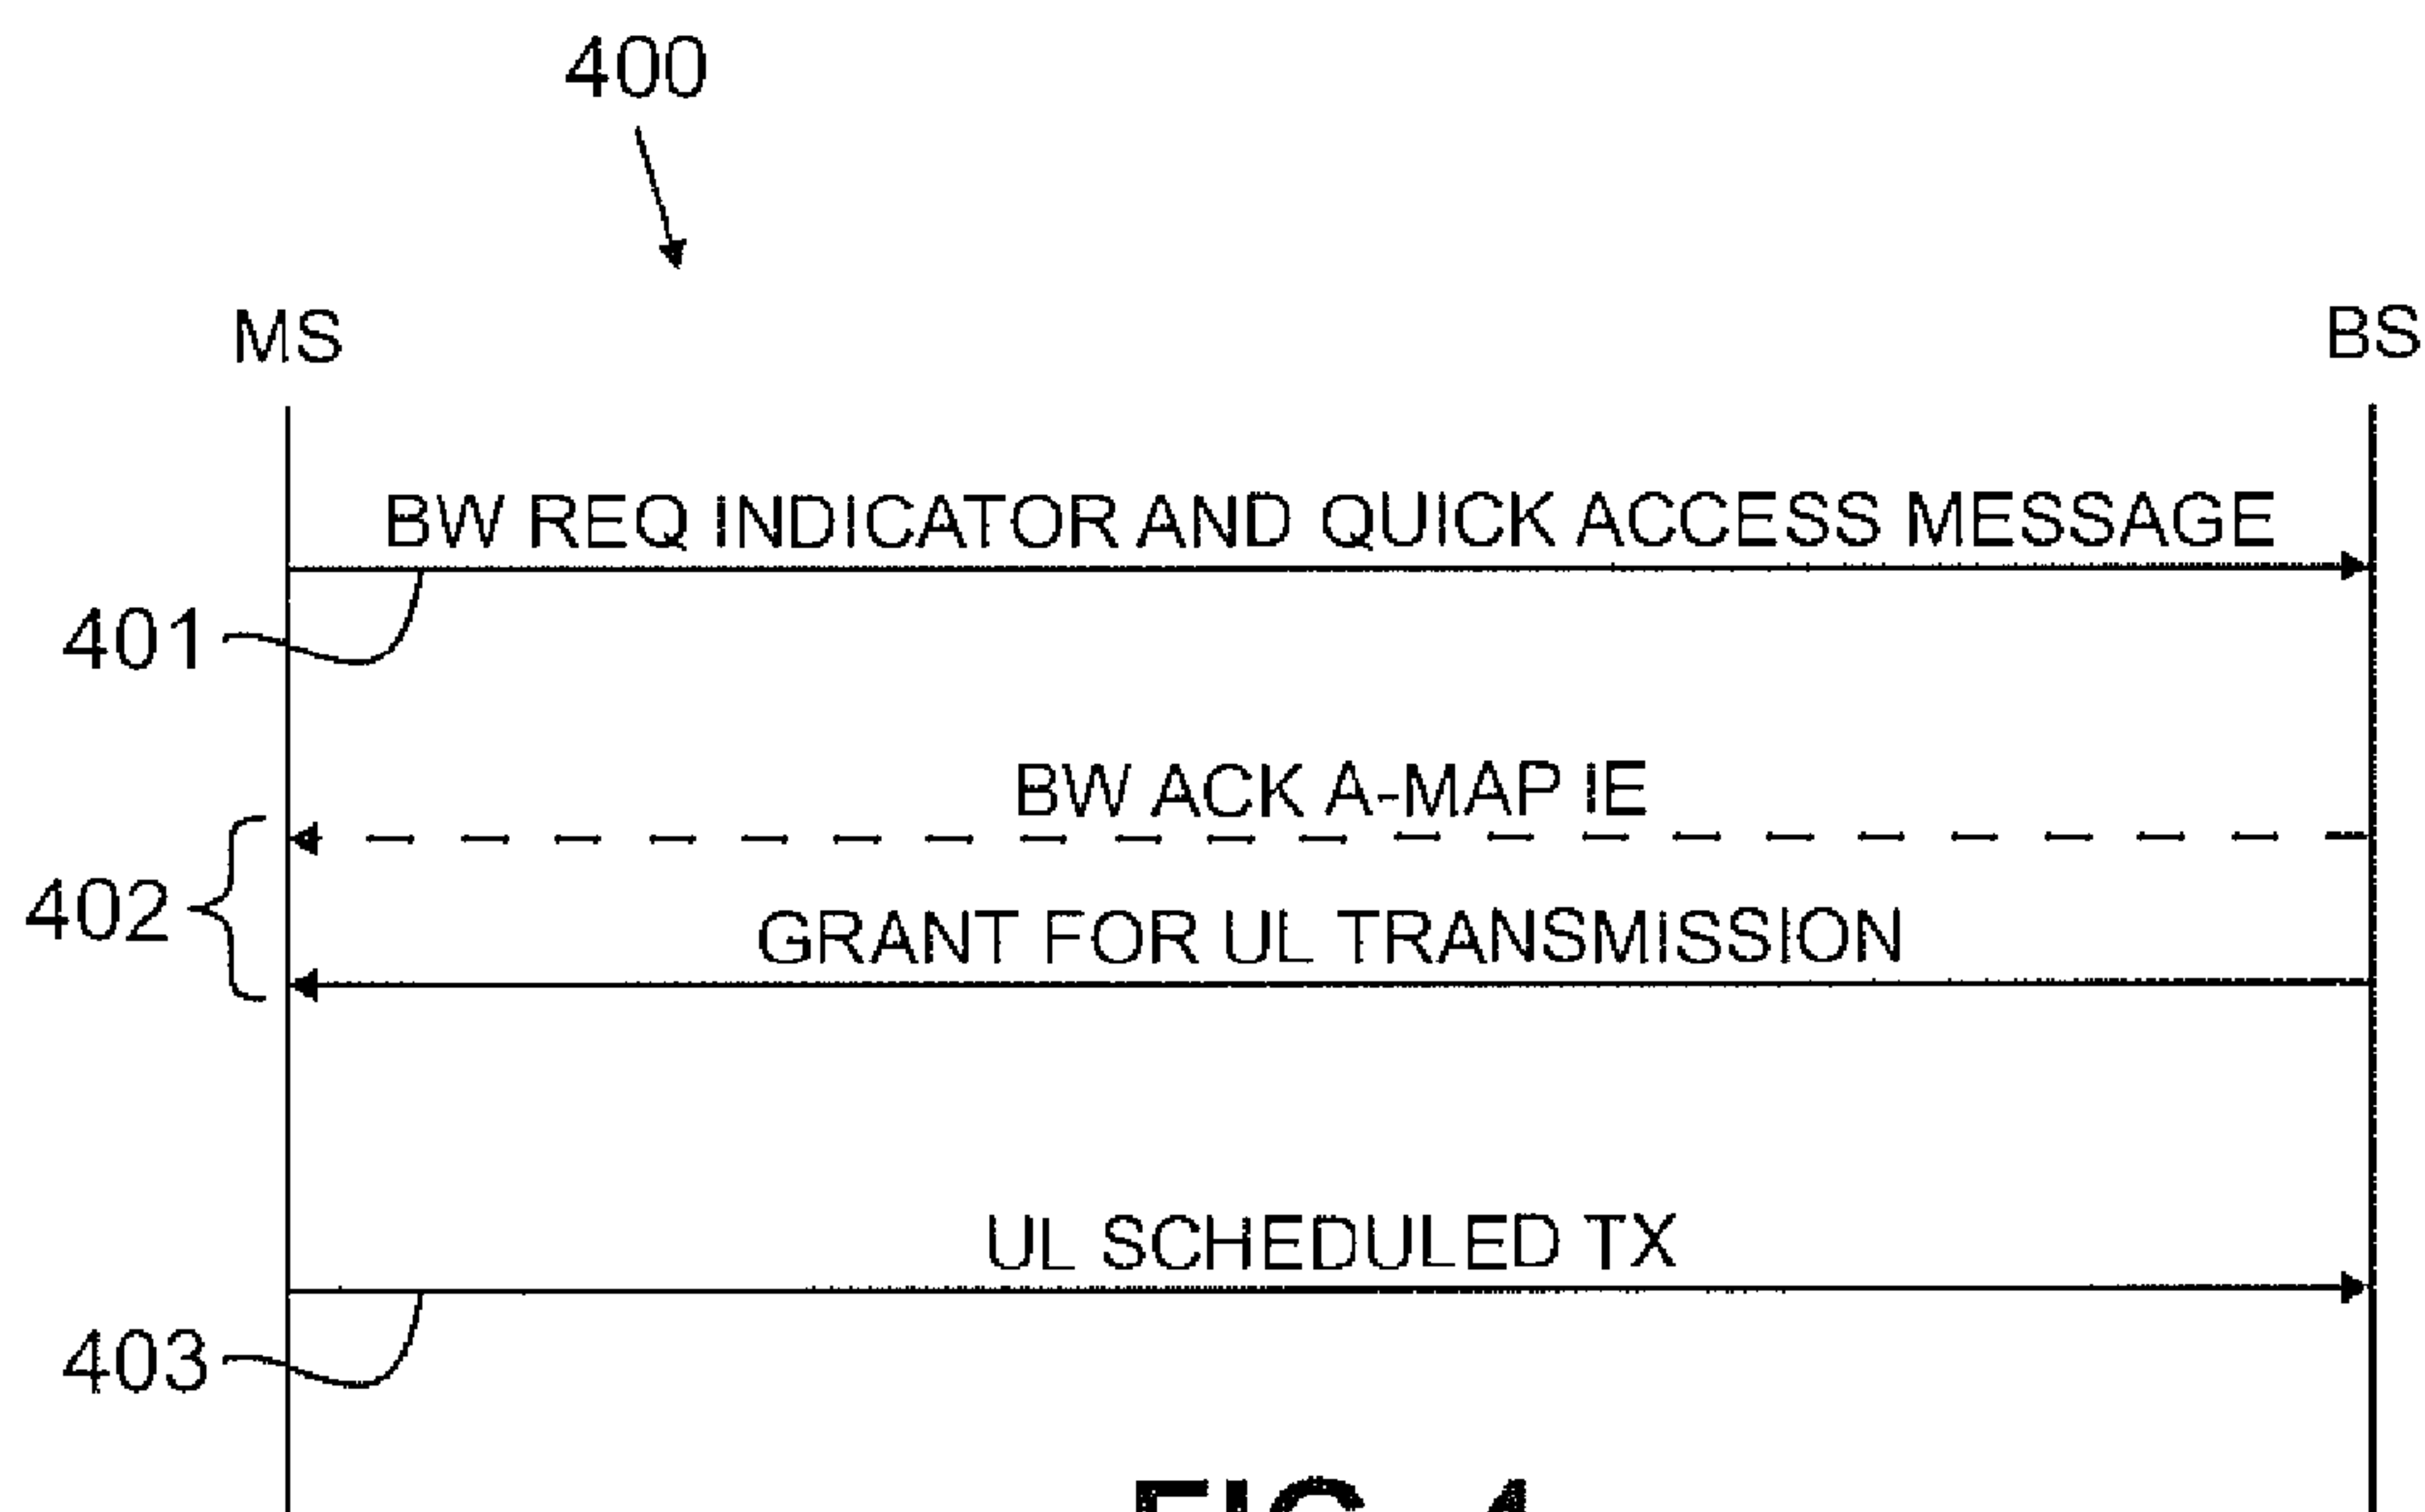 400
MS
BS
BW REQ INDICATOR AND QUICK ACCESS MESSAGE
401
BW ACK A-MAP IE
402
GRANT FOR UL TRANSMISSION
UL SCHEDULED TX
403